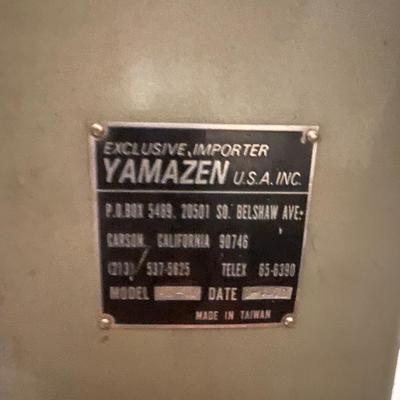 EXCLUSIVE IMPORTER
YAMAZEN U.S.A. INC.
P.O.BOX 5489, 20501 SO. BELSHAW AVE.
CARSON, CALIFORNIA 90746
(213) 537-5625 TELEX 65-6390
MODEL DATE
MADE IN TAIWAN